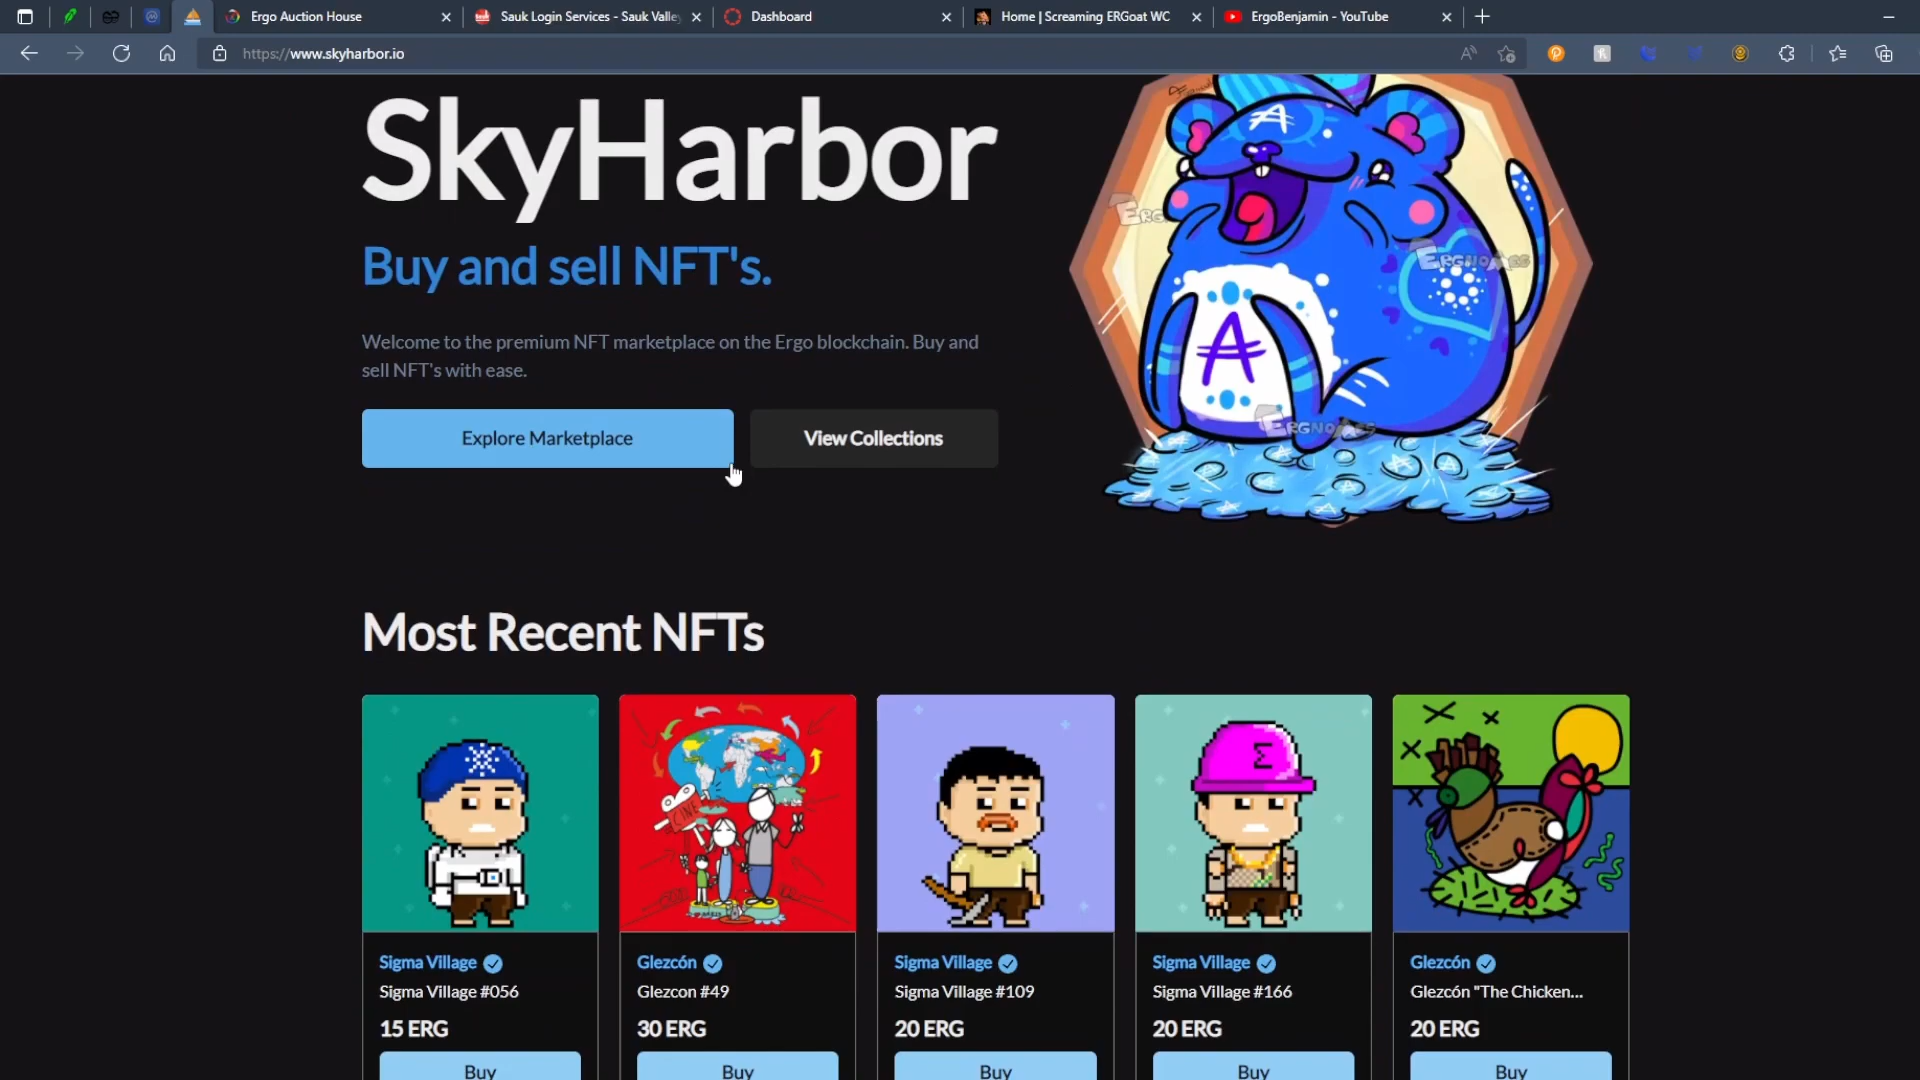 Ergo Auction House
Sauk Login Services - Sauk Valle
Dashboard
Home | Screaming ERGoat WC
ErgoBenjamin - YouTube
https://www.skyharbor.io
SkyHarbor
Buy and sell NFT's.
Welcome to the premium NFT marketplace on the Ergo blockchain. Buy and
sell NFT's with ease.
Explore Marketplace
View Collections
ERGNOMES
ERGNOMES
Most Recent NFTs
CINE
Σ
Sigma Village
Sigma Village #056
15 ERG
Buy
Glezcón
Glezcon #49
30 ERG
Buy
Sigma Village
Sigma Village #109
20 ERG
Buy
Sigma Village
Sigma Village #166
20 ERG
Buy
Glezcón
Glezcón "The Chicken...
20 ERG
Buy